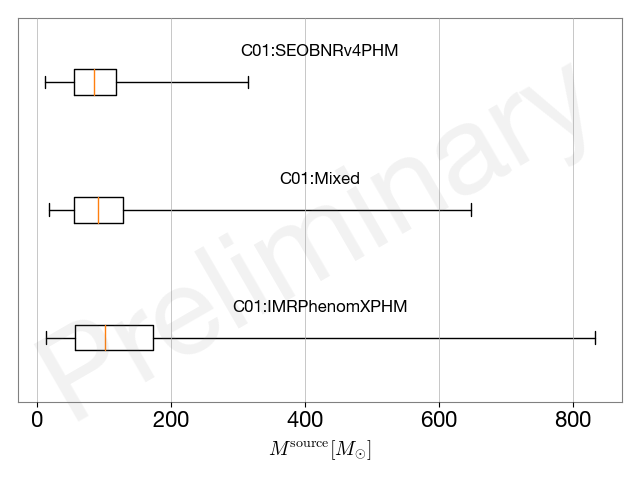 C01:SEOBNRv4PHM
C01:Mixed
C01:IMRPhenomXPHM
Preliminary
0 200 400 600 800
M^source[M_⊙]